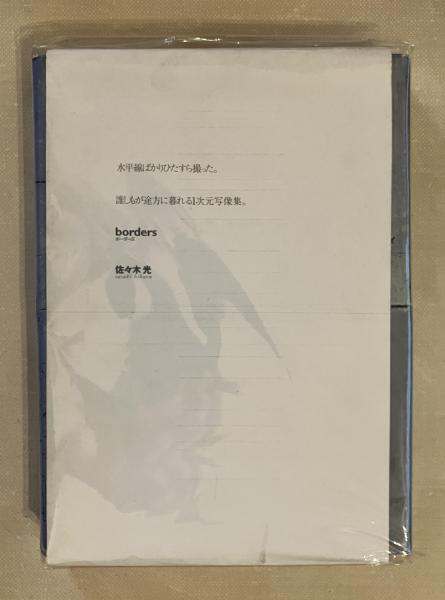 水平線ばかりひたすら撮った。
誰しもが途方に暮れる1次元写像集。
borders
ボーダーズ
佐々木 光
sasaki hikaru